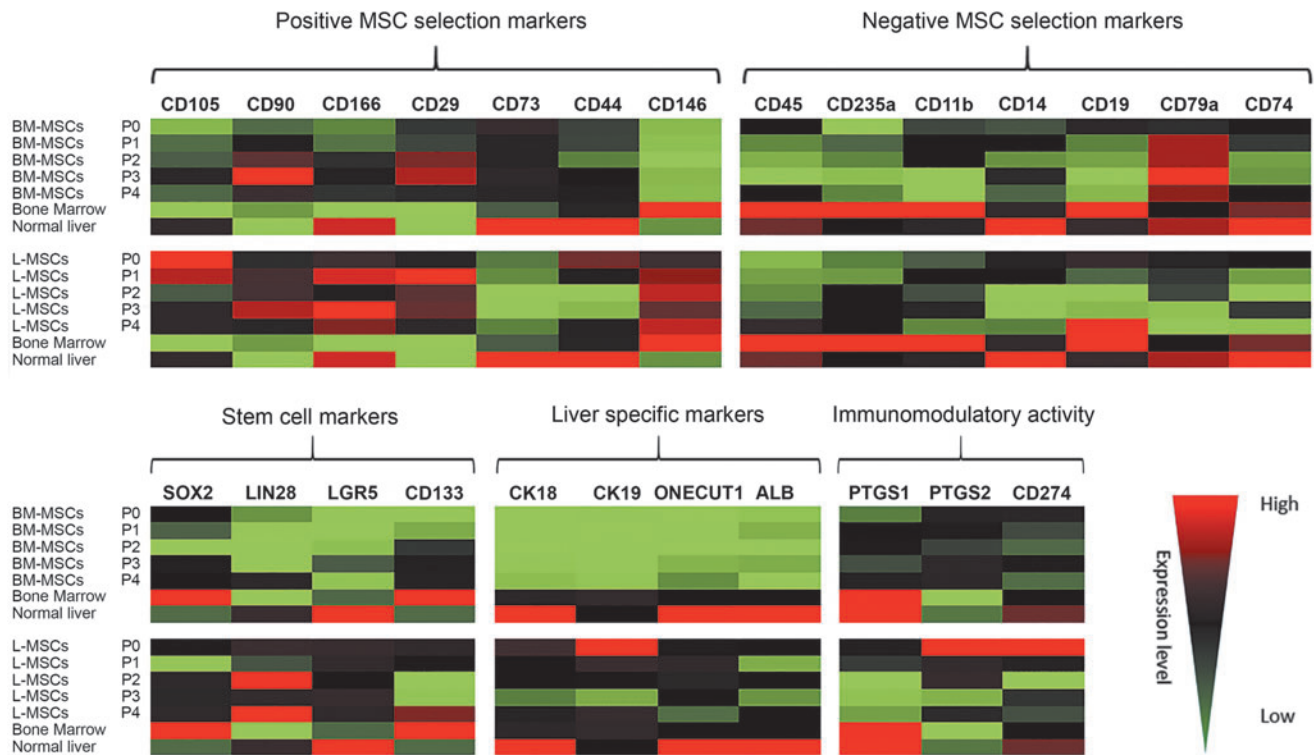 Positive MSC selection markers Negative MSC selection markers
CD105 CD90 CD166 CD29 CD73 CD44 CD146 CD45 CD235a CD11b CD14 CD19 CD79a CD74
BM-MSCs P0
BM-MSCs P1
BM-MSCs P2
BM-MSCs P3
BM-MSCs P4
Bone Marrow
Normal liver
L-MSCs P0
L-MSCs P1
L-MSCs P2
L-MSCs P3
L-MSCs P4
Bone Marrow
Normal liver
Stem cell markers Liver specific markers Immunomodulatory activity
SOX2 LIN28 LGR5 CD133 CK18 CK19 ONECUT1 ALB PTGS1 PTGS2 CD274
BM-MSCs P0
BM-MSCs P1
BM-MSCs P2
BM-MSCs P3
BM-MSCs P4
Bone Marrow
Normal liver
L-MSCs P0
L-MSCs P1
L-MSCs P2
L-MSCs P3
L-MSCs P4
Bone Marrow
Normal liver
High
Expression level
Low